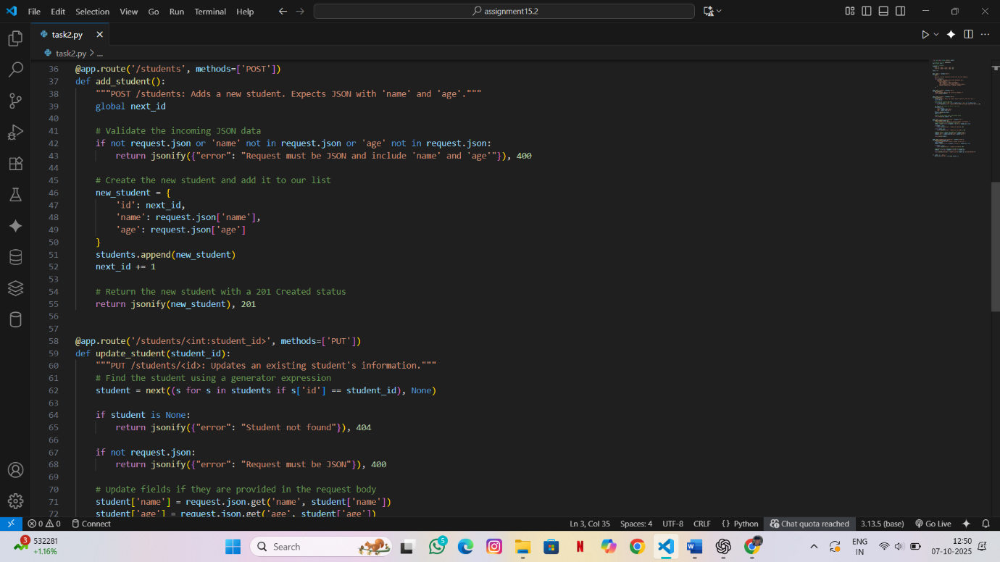 File Edit Selection View Go Run Terminal Help
assignment15.2
task2.py
task2.py > ...
36 @app.route('/students', methods=['POST'])
37 def add_student():
38 """POST /students: Adds a new student. Expects JSON with 'name' and 'age'."""
39 global next_id
40
41 # Validate the incoming JSON data
42 if not request.json or 'name' not in request.json or 'age' not in request.json:
43 return jsonify({"error": "Request must be JSON and include 'name' and 'age'"}), 400
44
45 # Create the new student and add it to our list
46 new_student = {
47 'id': next_id,
48 'name': request.json['name'],
49 'age': request.json['age']
50 }
51 students.append(new_student)
52 next_id += 1
53
54 # Return the new student with a 201 Created status
55 return jsonify(new_student), 201
56
57
58 @app.route('/students/<int:student_id>', methods=['PUT'])
59 def update_student(student_id):
60 """PUT /students/<id>: Updates an existing student's information."""
61 # Find the student using a generator expression
62 student = next((s for s in students if s['id'] == student_id), None)
63
64 if student is None:
65 return jsonify({"error": "Student not found"}), 404
66
67 if not request.json:
68 return jsonify({"error": "Request must be JSON"}), 400
69
70 # Update fields if they are provided in the request body
71 student['name'] = request.json.get('name', student['name'])
72 student['age'] = request.json.get('age', student['age'])
0 0 Connect Ln 3, Col 35 Spaces: 4 UTF-8 CRLF {} Python Chat quota reached 3.13.5 (base) Go Live
3 532281 +1.16% Search 5 N ENG IN 12:50 07-10-2025